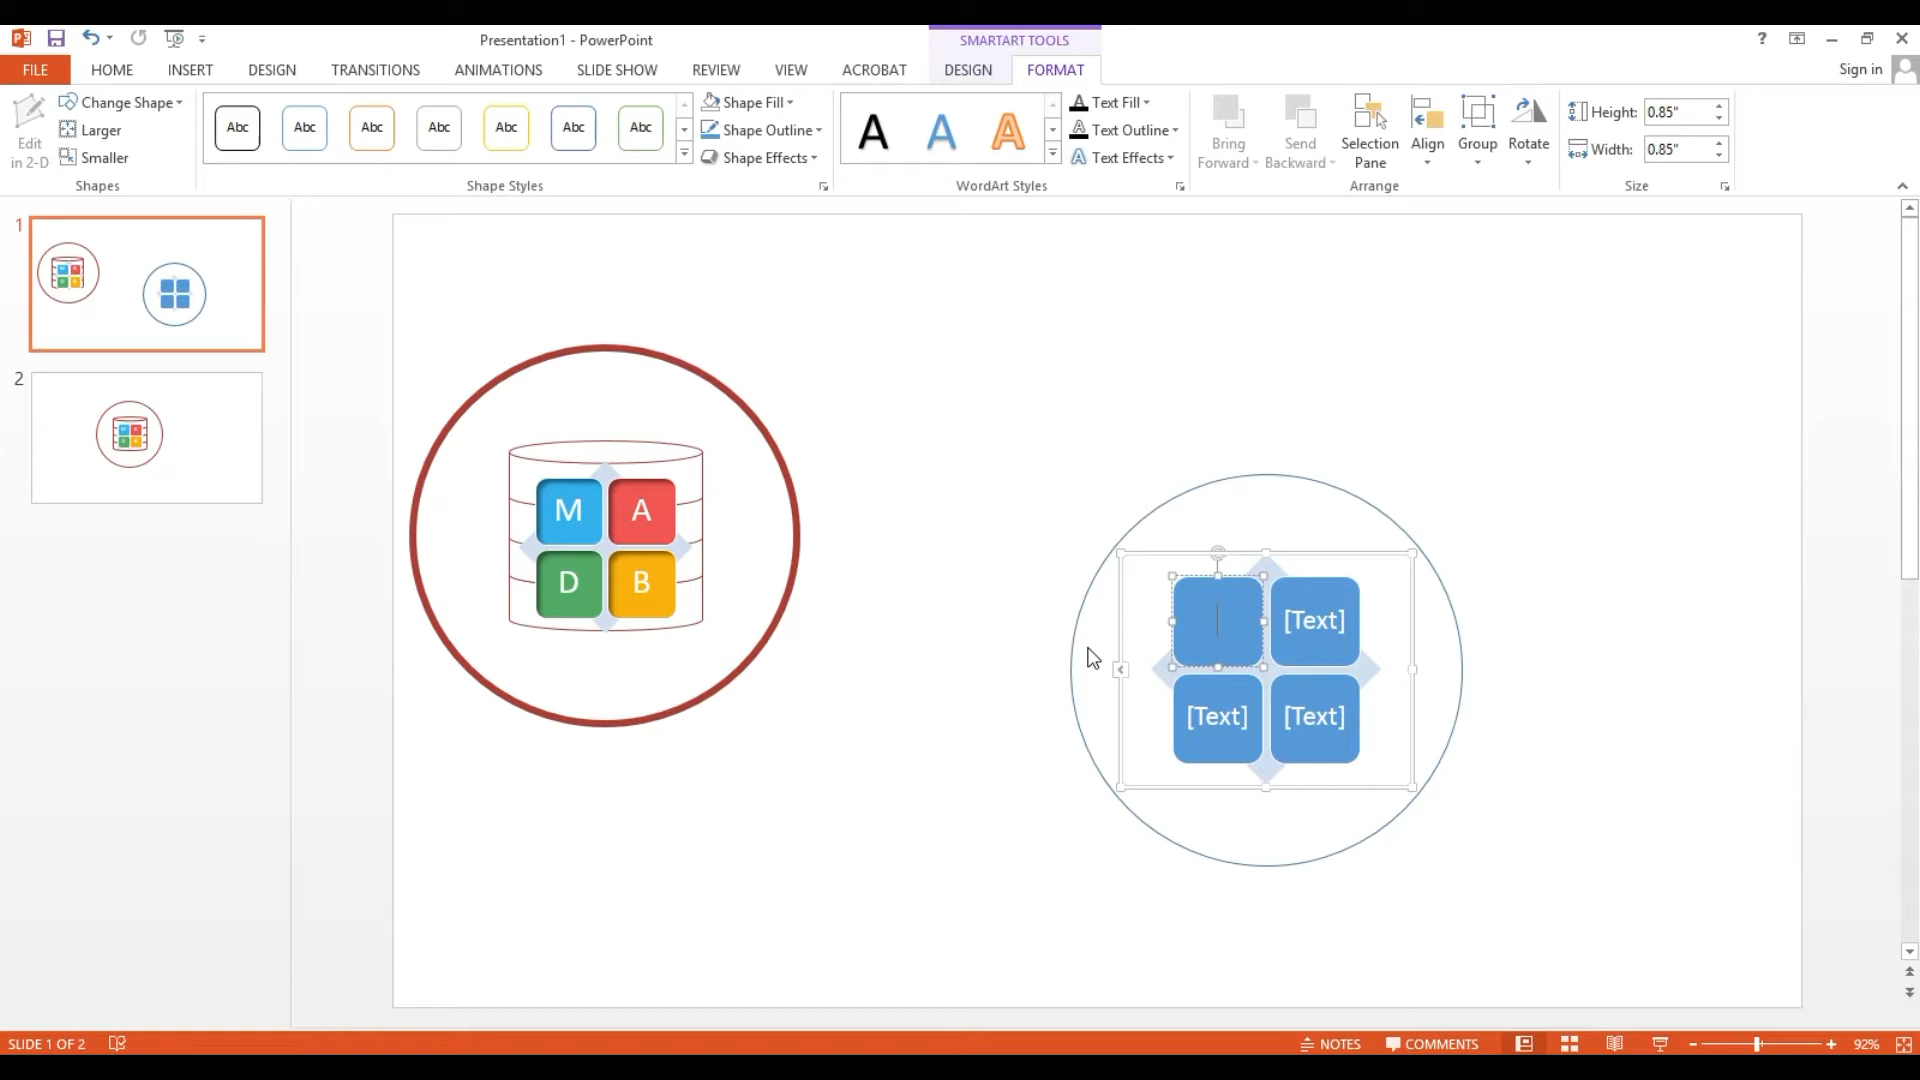 Presentation1 - PowerPoint
SMARTART TOOLS
?
FILE HOME INSERT DESIGN TRANSITIONS ANIMATIONS SLIDE SHOW REVIEW VIEW ACROBAT DESIGN FORMAT Sign in
Edit in 2-D
Change Shape
Larger
Smaller
Shapes
Abc Abc Abc Abc Abc Abc Abc
Shape Fill
Shape Outline
Shape Effects
Shape Styles
A A A
Text Fill
Text Outline
Text Effects
WordArt Styles
Bring Forward
Send Backward
Selection Pane
Align
Group
Rotate
Arrange
Height: 0.85"
Width: 0.85"
Size
1
2
M A
D B
[Text]
[Text] [Text]
SLIDE 1 OF 2 NOTES COMMENTS 92%